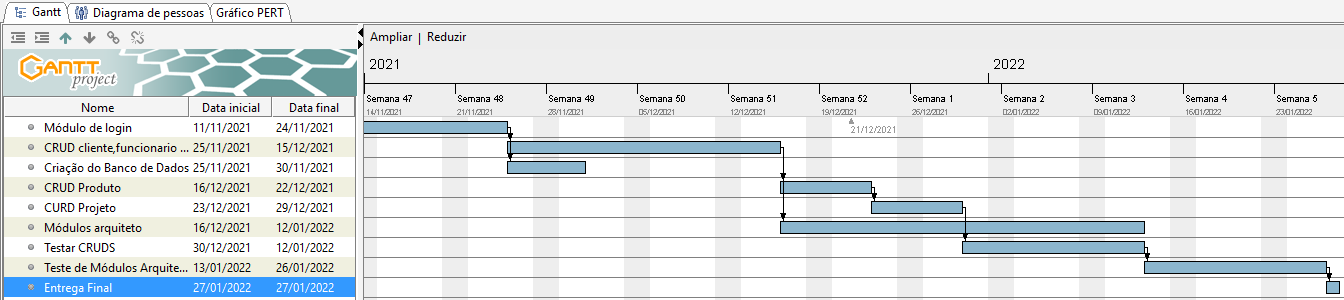 Gantt Diagrama de pessoas Gráfico PERT
Ampliar | Reduzir
GANTT project
2021 2022
Nome Data inicial Data final
Semana 47 Semana 48 Semana 49 Semana 50 Semana 51 Semana 52 Semana 1 Semana 2 Semana 3 Semana 4 Semana 5
14/11/2021 21/11/2021 28/11/2021 05/12/2021 12/12/2021 19/12/2021 26/12/2021 02/01/2022 09/01/2022 16/01/2022 23/01/2022
21/12/2021
Módulo de login 11/11/2021 24/11/2021
CRUD cliente,funcionario ... 25/11/2021 15/12/2021
Criação do Banco de Dados 25/11/2021 30/11/2021
CRUD Produto 16/12/2021 22/12/2021
CURD Projeto 23/12/2021 29/12/2021
Módulos arquiteto 16/12/2021 12/01/2022
Testar CRUDS 30/12/2021 12/01/2022
Teste de Módulos Arquite... 13/01/2022 26/01/2022
Entrega Final 27/01/2022 27/01/2022